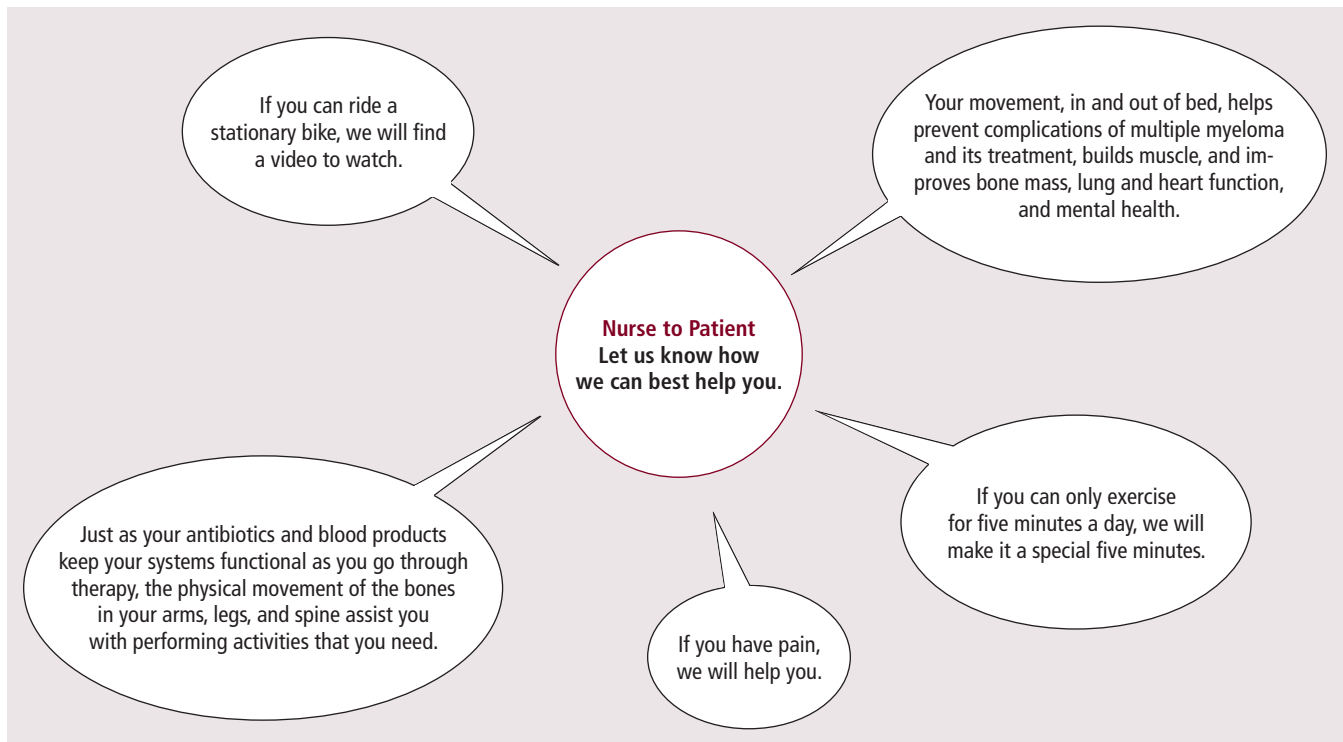 If you can ride a
stationary bike, we will find
a video to watch.
Your movement, in and out of bed, helps
prevent complications of multiple myeloma
and its treatment, builds muscle, and im-
proves bone mass, lung and heart function,
and mental health.
Nurse to Patient
Let us know how
we can best help you.
Just as your antibiotics and blood products
keep your systems functional as you go through
therapy, the physical movement of the bones
in your arms, legs, and spine assist you
with performing activities that you need.
If you have pain,
we will help you.
If you can only exercise
for five minutes a day, we will
make it a special five minutes.